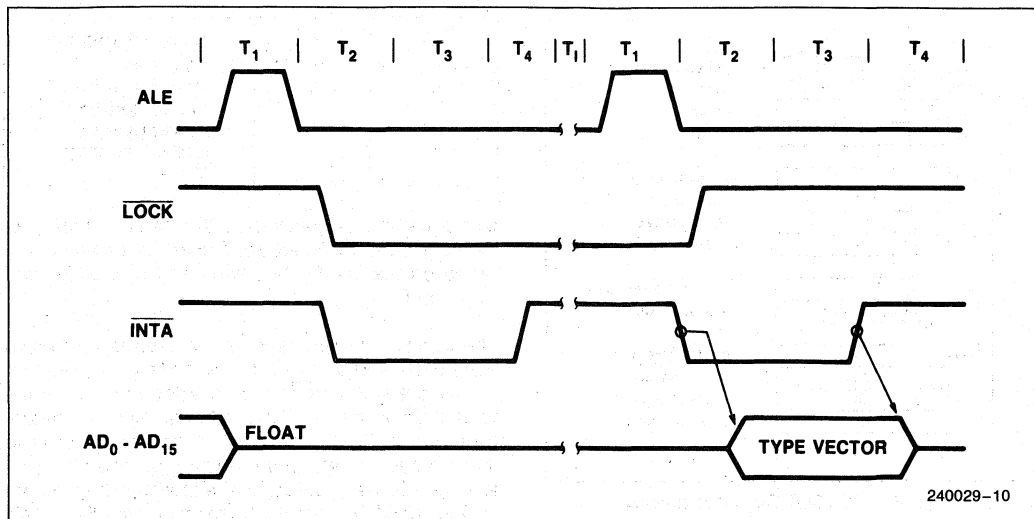 | T₁ | T₂ | T₃ | T₄ | Tᵢ | T₁ | T₂ | T₃ | T₄ |
ALE
LOCK
INTA
AD₀ - AD₁₅
FLOAT
TYPE VECTOR
240029-10